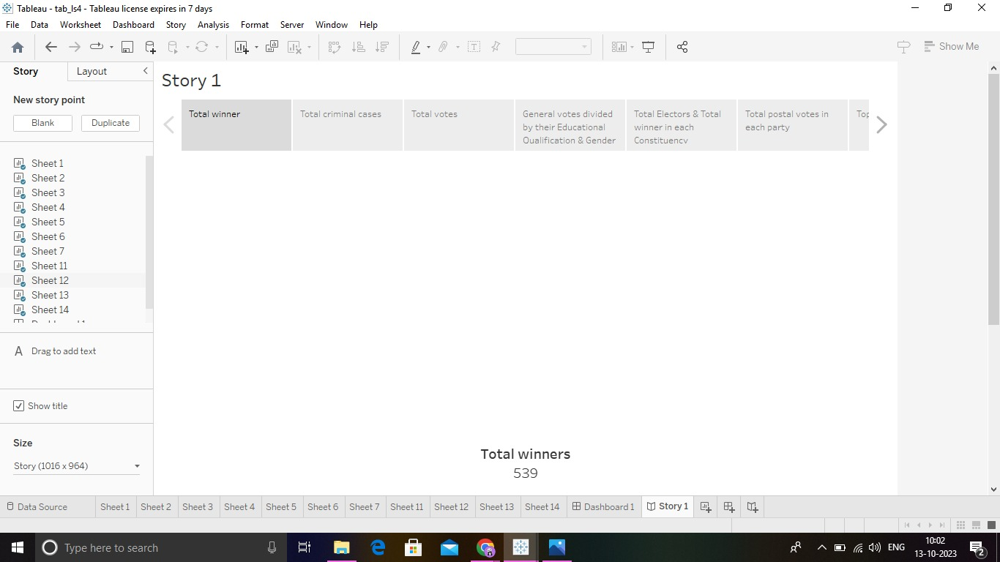 Tableau - tab_ls4 - Tableau license expires in 7 days
File Data Worksheet Dashboard Story Analysis Format Server Window Help
Show Me
Story Layout
New story point
Blank Duplicate
Sheet 1
Sheet 2
Sheet 3
Sheet 4
Sheet 5
Sheet 6
Sheet 7
Sheet 11
Sheet 12
Sheet 13
Sheet 14
A Drag to add text
Show title
Size
Story (1016 x 964)
Story 1
Total winner
Total criminal cases
Total votes
General votes divided
by their Educational
Qualification & Gender
Total Electors & Total
winner in each
Constituency
Total postal votes in
each party
Top
Total winners
539
Data Source Sheet 1 Sheet 2 Sheet 3 Sheet 4 Sheet 5 Sheet 6 Sheet 7 Sheet 11 Sheet 12 Sheet 13 Sheet 14 Dashboard 1 Story 1
Type here to search
ENG
10:02
13-10-2023
2